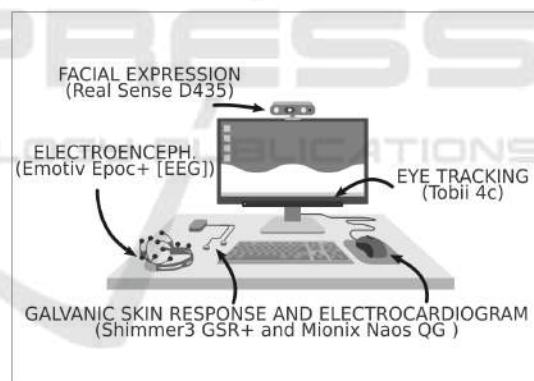 FACIAL EXPRESSION
(Real Sense D435)
ELECTROENCEPH.
(Emotiv Epoc+ [EEG])
EYE TRACKING
(Tobii 4c)
GALVANIC SKIN RESPONSE AND ELECTROCARDIOGRAM
(Shimmer3 GSR+ and Mionix Naos QG )